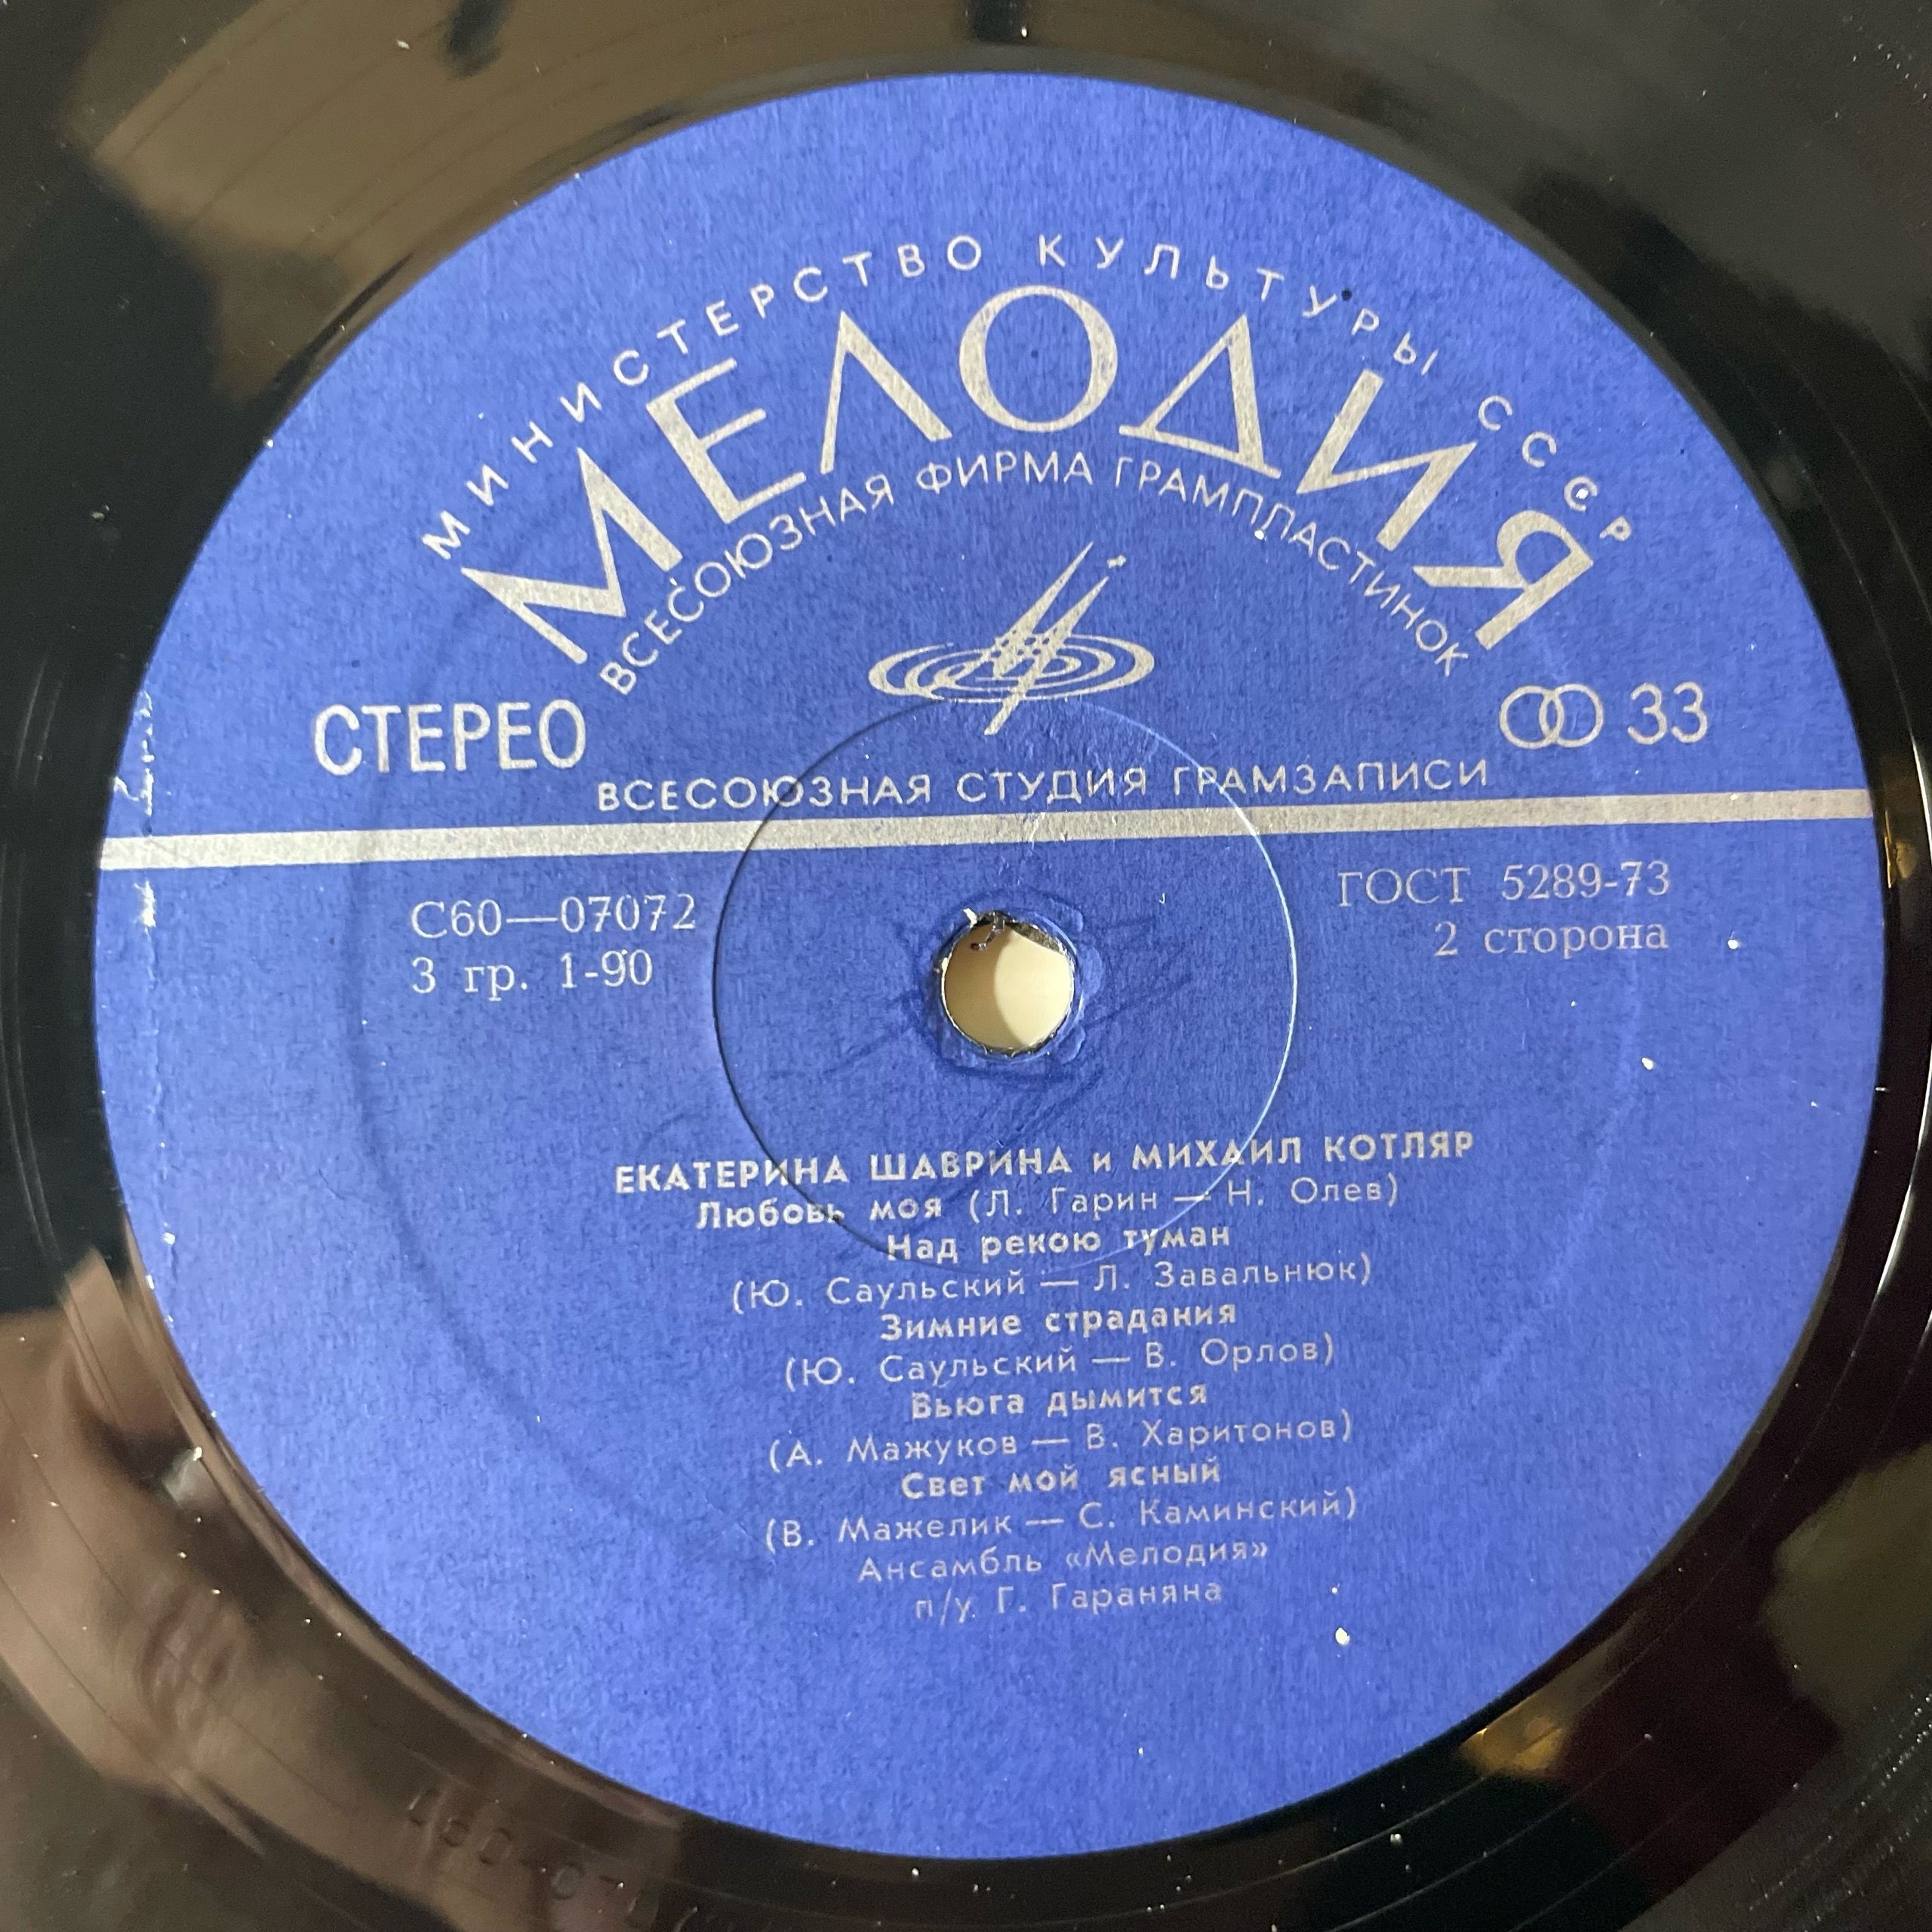 МИНИСТЕРСТВО КУЛЬТУРЫ СССР
МЕЛОДИЯ
ВСЕСОЮЗНАЯ ФИРМА ГРАМПЛАСТИНОК
СТЕРЕО
33
ВСЕСОЮЗНАЯ СТУДИЯ ГРАМЗАПИСИ
С60—07072
3 гр. 1-90
ГОСТ 5289-73
2 сторона
ЕКАТЕРИНА ШАВРИНА и МИХАИЛ КОТЛЯР
Любовь моя (Л. Гарин — Н. Олев)
Над рекою туман
(Ю. Саульский — Л. Завальнюк)
Зимние страдания
(Ю. Саульский — В. Орлов)
Вьюга дымится
(А. Мажуков — В. Харитонов)
Свет мой ясный
(В. Мажелик — С. Каминский)
Ансамбль «Мелодия»
п/у Г. Гараняна